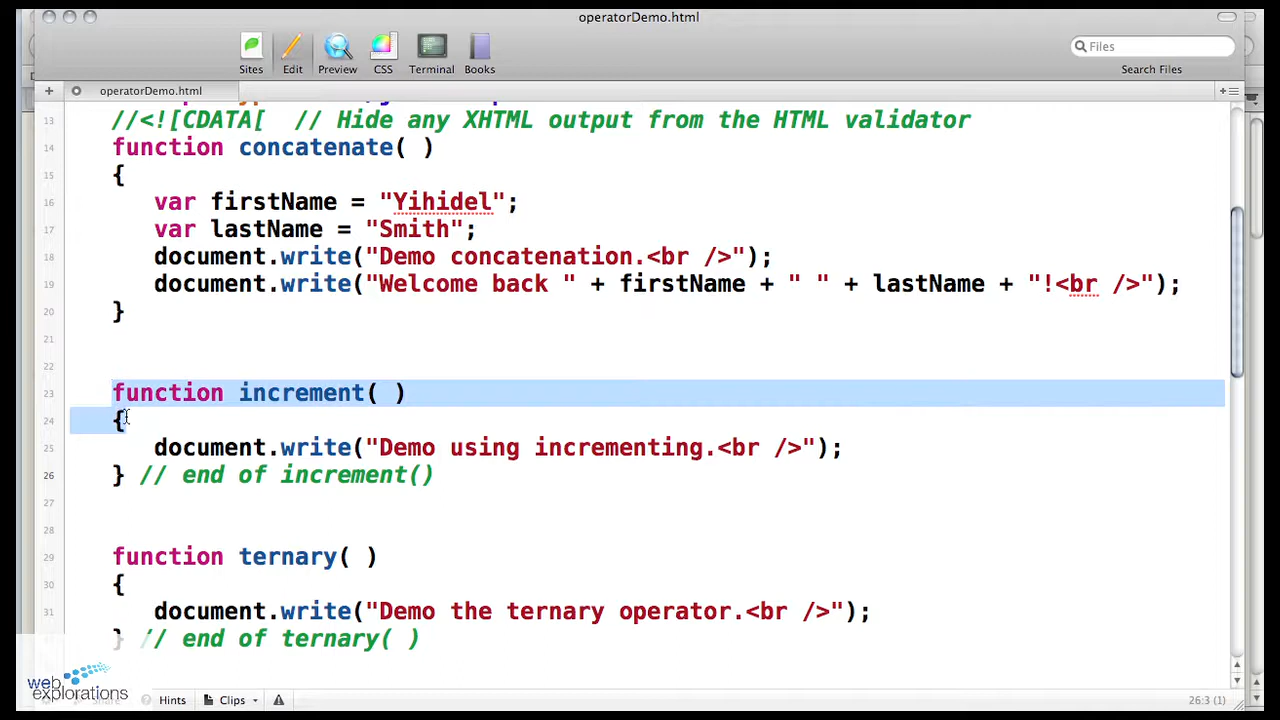 operatorDemo.html
Sites Edit Preview CSS Terminal Books
Files
Search Files
operatorDemo.html
13 //<![CDATA[  // Hide any XHTML output from the HTML validator
14 function concatenate( )
15 {
16 var firstName = "Yihidel";
17 var lastName = "Smith";
18 document.write("Demo concatenation.<br />");
19 document.write("Welcome back " + firstName + " " + lastName + "!<br />");
20 }
21
22
23 function increment( )
24 {
25 document.write("Demo using incrementing.<br />");
26 } // end of increment()
27
28
29 function ternary( )
30 {
31 document.write("Demo the ternary operator.<br />");
} // end of ternary( )
web
explorations
Share Hints Clips
26:3 (1)